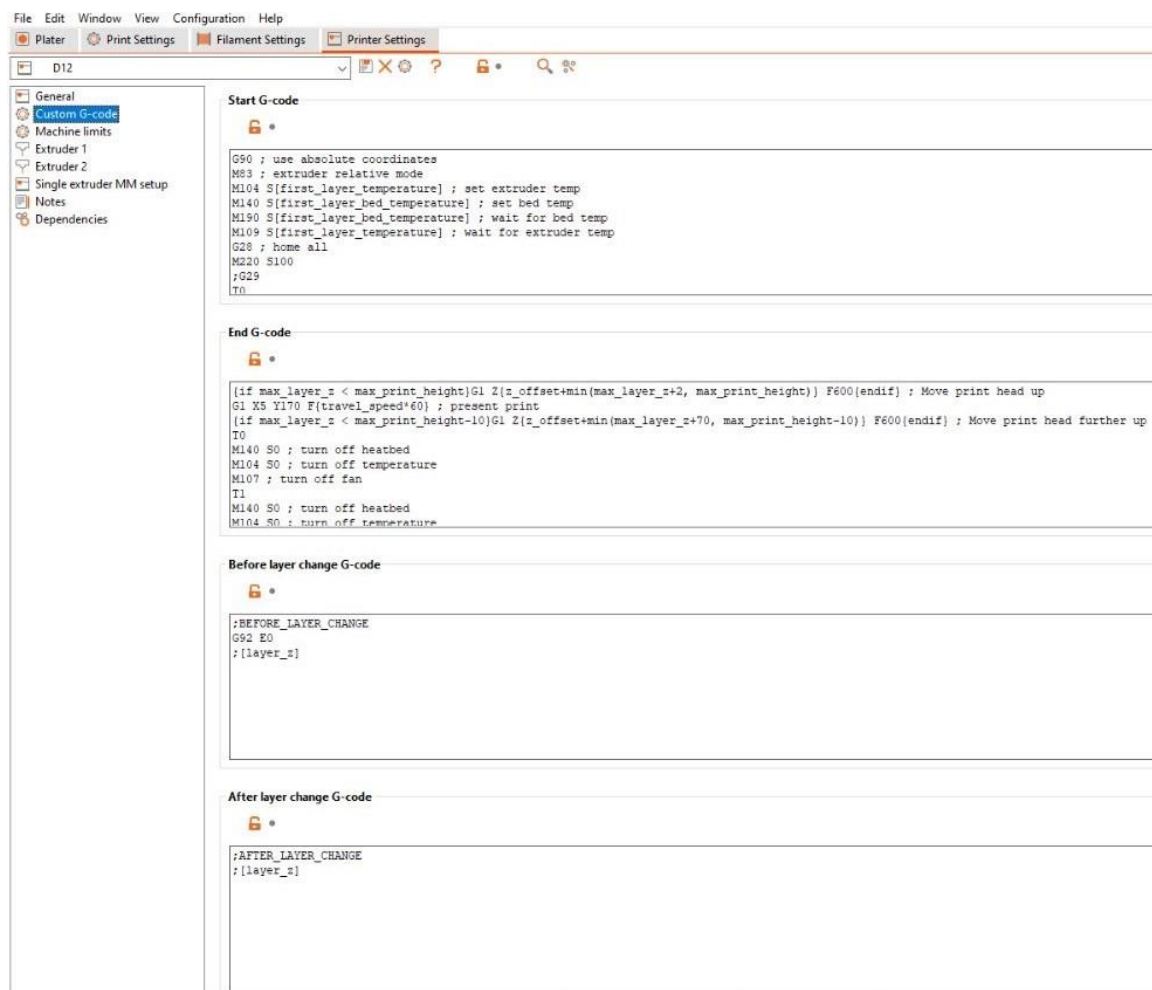 File Edit Window View Configuration Help
Plater Print Settings Filament Settings Printer Settings
D12
General
Custom G-code
Machine limits
Extruder 1
Extruder 2
Single extruder MM setup
Notes
Dependencies
Start G-code
G90 ; use absolute coordinates
M83 ; extruder relative mode
M104 S[first_layer_temperature] ; set extruder temp
M140 S[first_layer_bed_temperature] ; set bed temp
M190 S[first_layer_bed_temperature] ; wait for bed temp
M109 S[first_layer_temperature] ; wait for extruder temp
G28 ; home all
M220 S100
;G29
T0
End G-code
{if max_layer_z < max_print_height}G1 Z{z_offset+min(max_layer_z+2, max_print_height)} F600{endif} ; Move print head up
G1 X5 Y170 F{travel_speed*60} ; present print
{if max_layer_z < max_print_height-10}G1 Z{z_offset+min(max_layer_z+70, max_print_height-10)} F600{endif} ; Move print head further up
T0
M140 S0 ; turn off heatbed
M104 S0 ; turn off temperature
M107 ; turn off fan
T1
M140 S0 ; turn off heatbed
M104 S0 ; turn off temperature
Before layer change G-code
;BEFORE_LAYER_CHANGE
G92 E0
;[layer_z]
After layer change G-code
;AFTER_LAYER_CHANGE
;[layer_z]